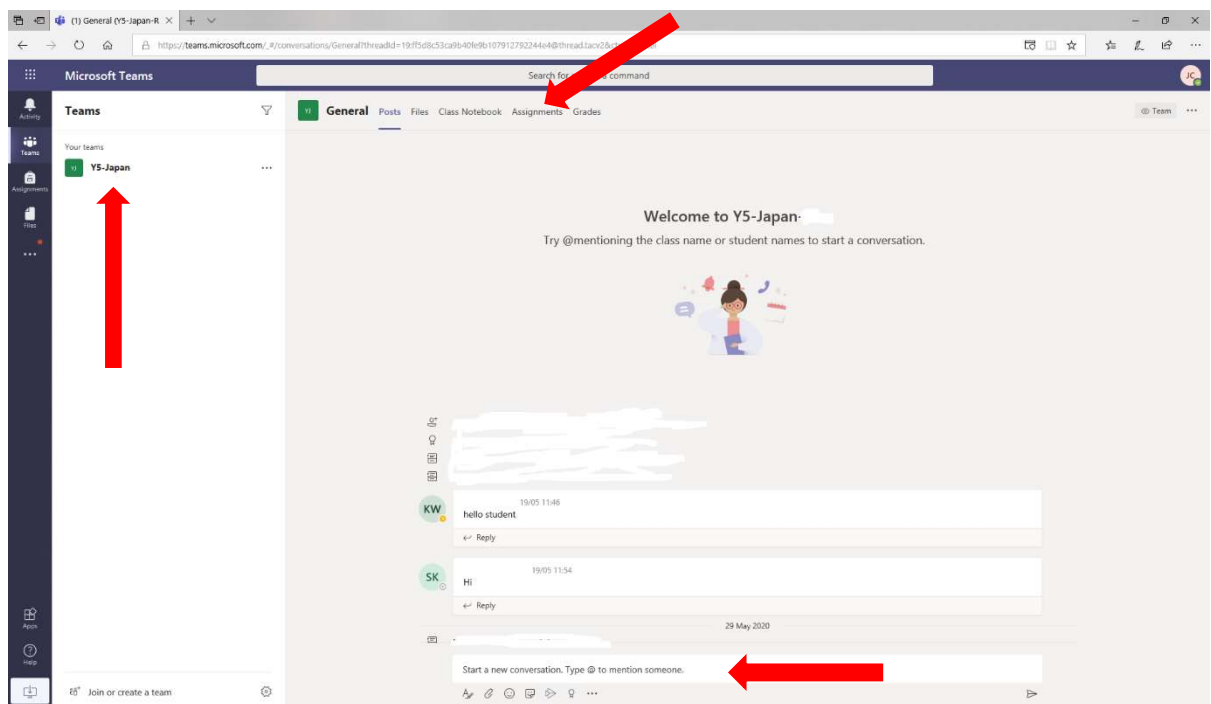 (1) General (Y5-Japan-R
https://teams.microsoft.com/_#/conversations/General?threadId=19:ff5d8c53ca9b40fe9b107912792244e4@thread.tacv2&
Microsoft Teams
Search for command
JC
Activity
Teams
Assignments
Files
Apps
Help
Teams
Your teams
YJ Y5-Japan
Join or create a team
YJ General Posts Files Class Notebook Assignments Grades
Team
Welcome to Y5-Japan-
Try @mentioning the class name or student names to start a conversation.
KW
19/05 11:46
hello student
Reply
SK
19/05 11:54
Hi
Reply
29 May 2020
Start a new conversation. Type @ to mention someone.